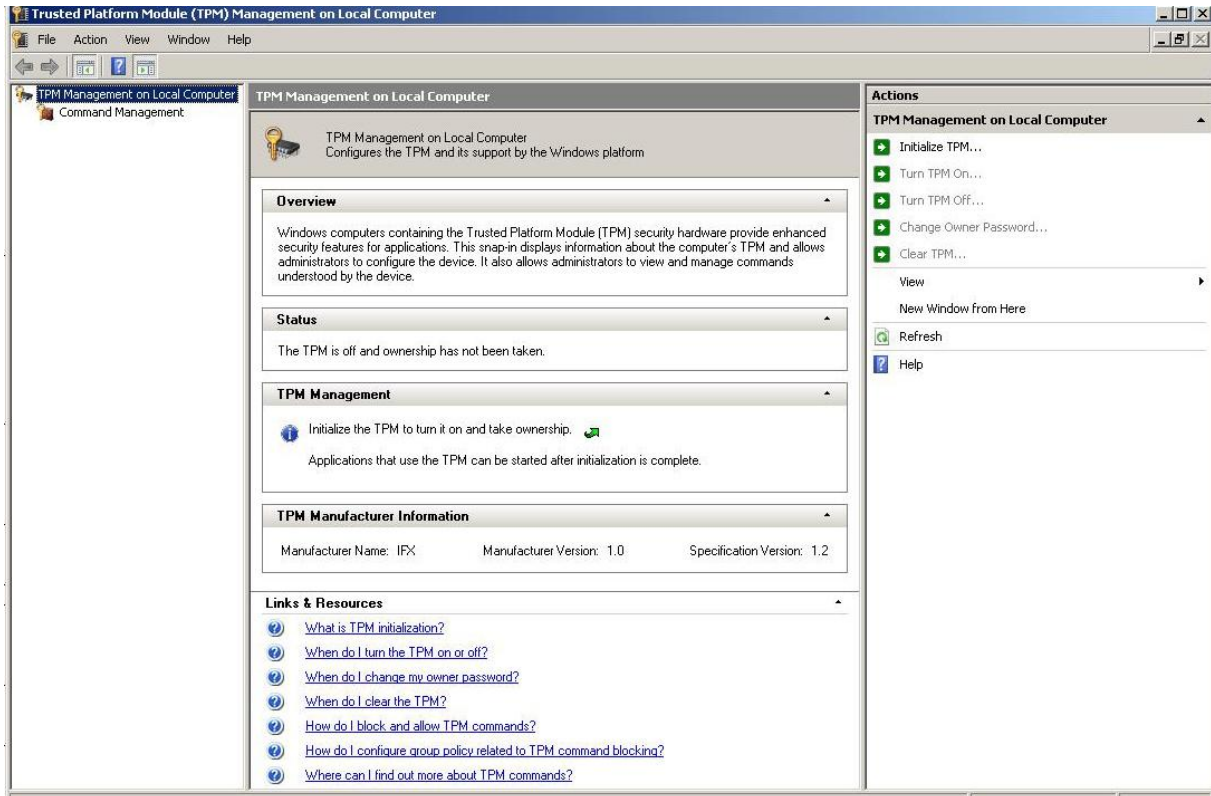 Trusted Platform Module (TPM) Management on Local Computer
File Action View Window Help
TPM Management on Local Computer
Command Management
TPM Management on Local Computer
TPM Management on Local Computer
Configures the TPM and its support by the Windows platform
Overview
Windows computers containing the Trusted Platform Module (TPM) security hardware provide enhanced
security features for applications. This snap-in displays information about the computer's TPM and allows
administrators to configure the device. It also allows administrators to view and manage commands
understood by the device.
Status
The TPM is off and ownership has not been taken.
TPM Management
Initialize the TPM to turn it on and take ownership.
Applications that use the TPM can be started after initialization is complete.
TPM Manufacturer Information
Manufacturer Name: IFX Manufacturer Version: 1.0 Specification Version: 1.2
Links & Resources
What is TPM initialization?
When do I turn the TPM on or off?
When do I change my owner password?
When do I clear the TPM?
How do I block and allow TPM commands?
How do I configure group policy related to TPM command blocking?
Where can I find out more about TPM commands?
Actions
TPM Management on Local Computer
Initialize TPM...
Turn TPM On...
Turn TPM Off...
Change Owner Password...
Clear TPM...
View
New Window from Here
Refresh
Help